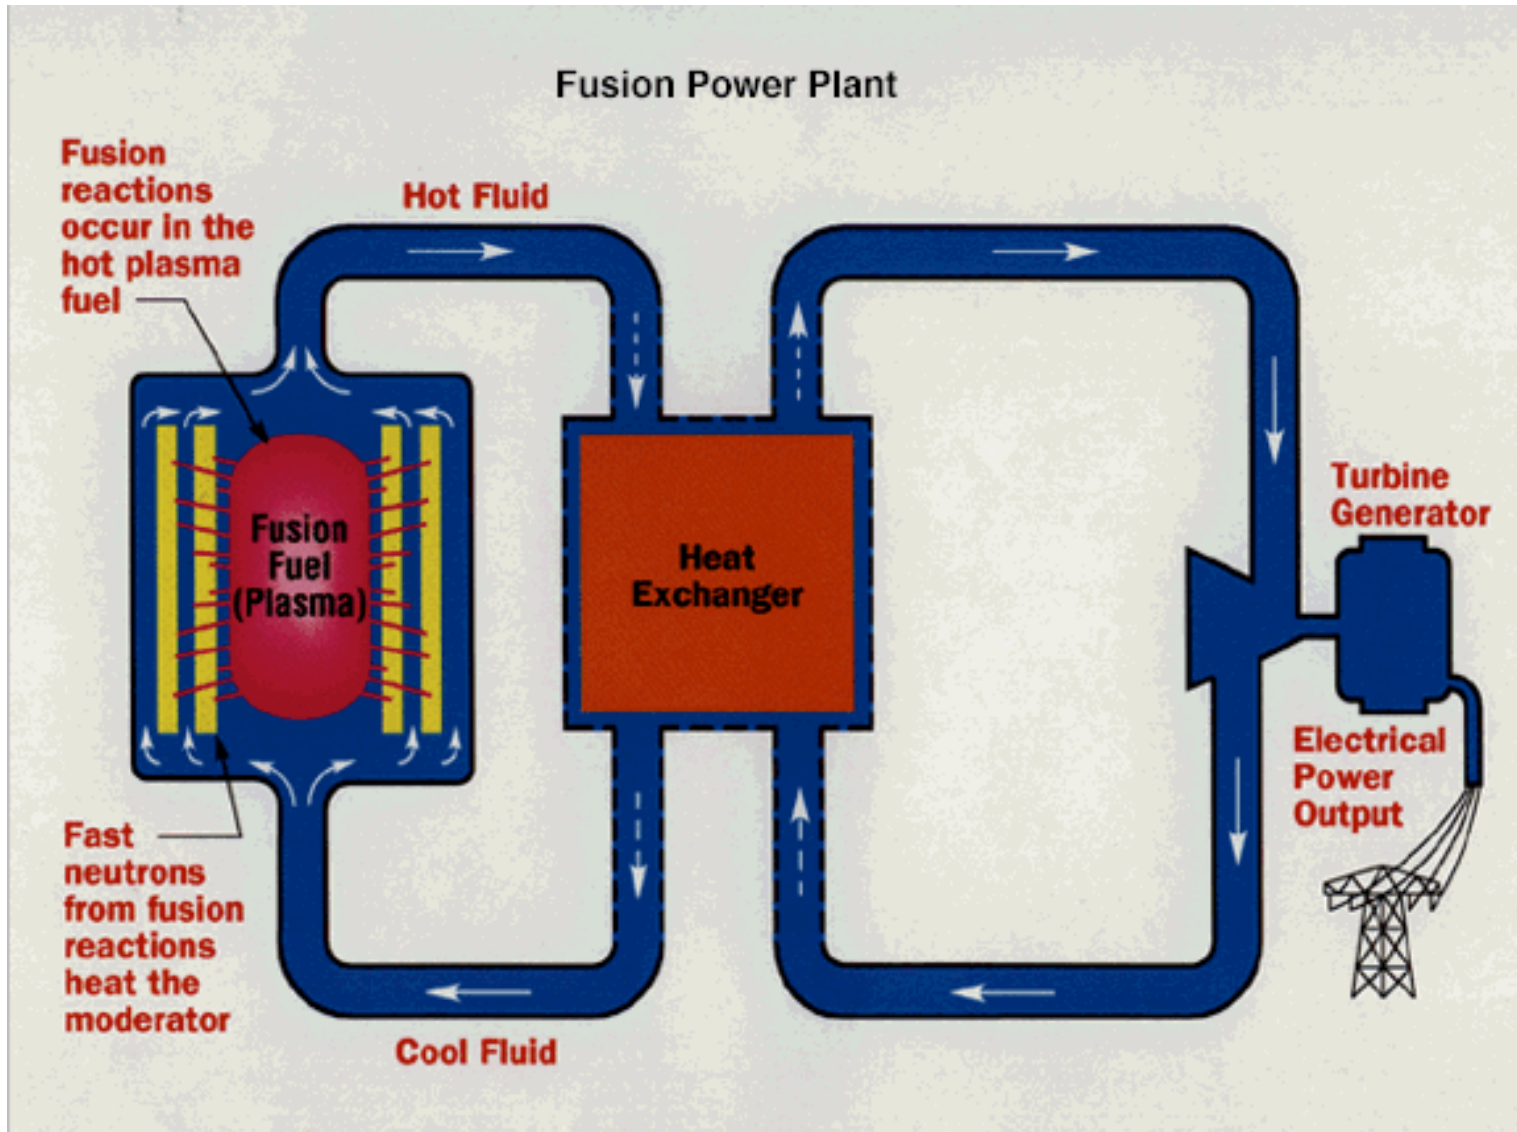 Fusion Power Plant
Fusion
reactions
occur in the
hot plasma
fuel
Hot Fluid
Fusion
Fuel
(Plasma)
Heat
Exchanger
Turbine
Generator
Electrical
Power
Output
Fast
neutrons
from fusion
reactions
heat the
moderator
Cool Fluid